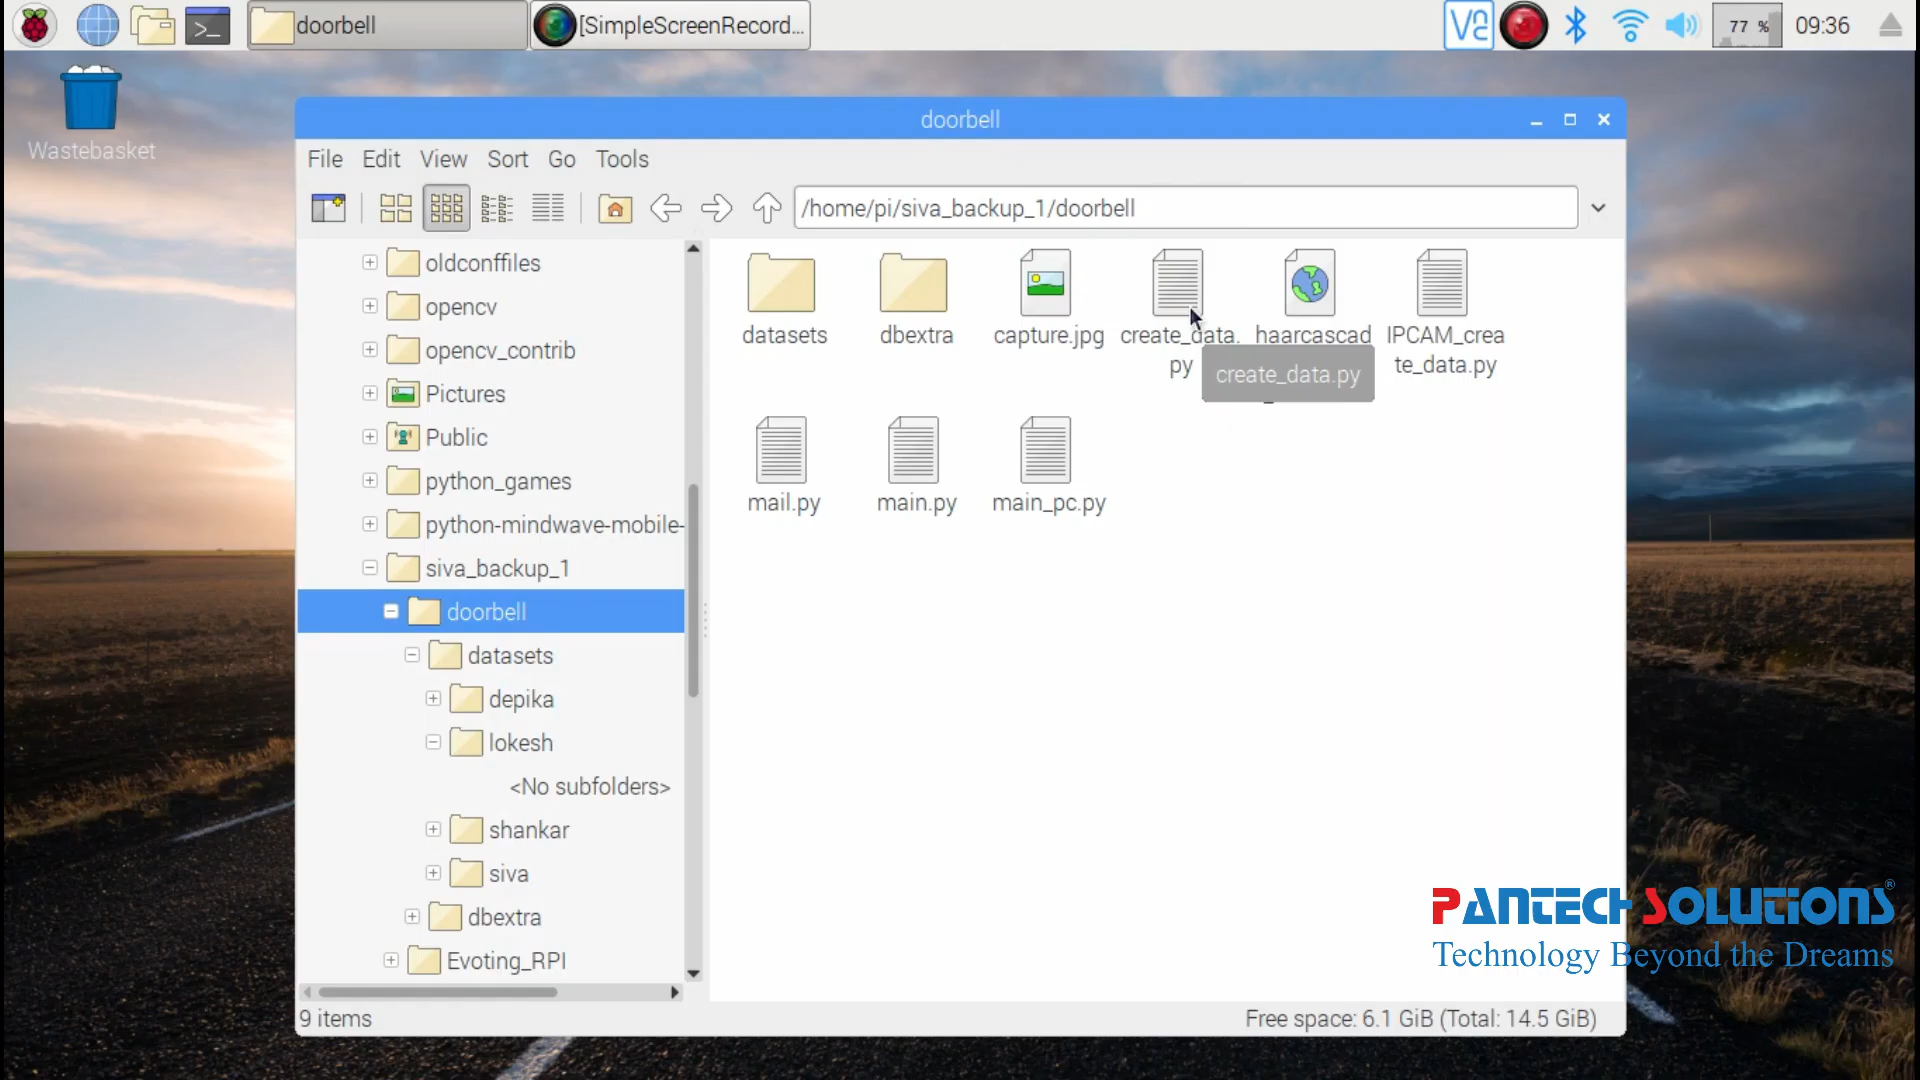 doorbell
[SimpleScreenRecord...
V2
77 %
09:36
Wastebasket
doorbell
File Edit View Sort Go Tools
/home/pi/siva_backup_1/doorbell
oldconffiles
opencv
opencv_contrib
Pictures
Public
python_games
python-mindwave-mobile-
siva_backup_1
doorbell
datasets
depika
lokesh
<No subfolders>
shankar
siva
dbextra
Evoting_RPI
datasets
dbextra
capture.jpg
create_data.
py
haarcascad
IPCAM_crea
te_data.py
create_data.py
mail.py
main.py
main_pc.py
9 items
Free space: 6.1 GiB (Total: 14.5 GiB)
PANTECH SOLUTIONS®
Technology Beyond the Dreams